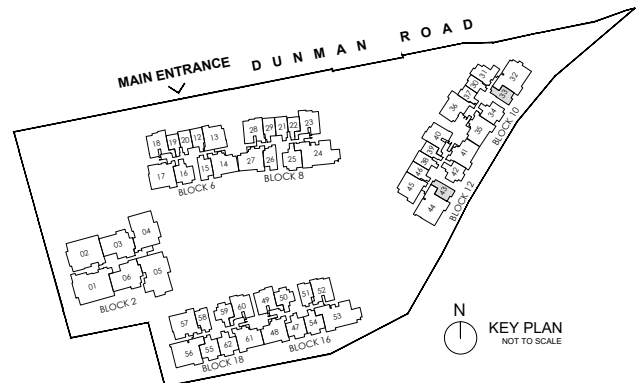 DUNMAN ROAD
MAIN ENTRANCE
18 19 20 12 13
17 16 15 14
BLOCK 6
28 29 21 22 23
27 26 25 24
BLOCK 8
31 32
30 33
37 34
36 35
BLOCK 10
40 41
39 42
38 43
46 44
45
BLOCK 12
02 03 04
01 06 05
BLOCK 2
57 58 59 60
56 55 62 61
BLOCK 18
49 50 51 52
48 47 54 53
BLOCK 16
N
KEY PLAN
NOT TO SCALE